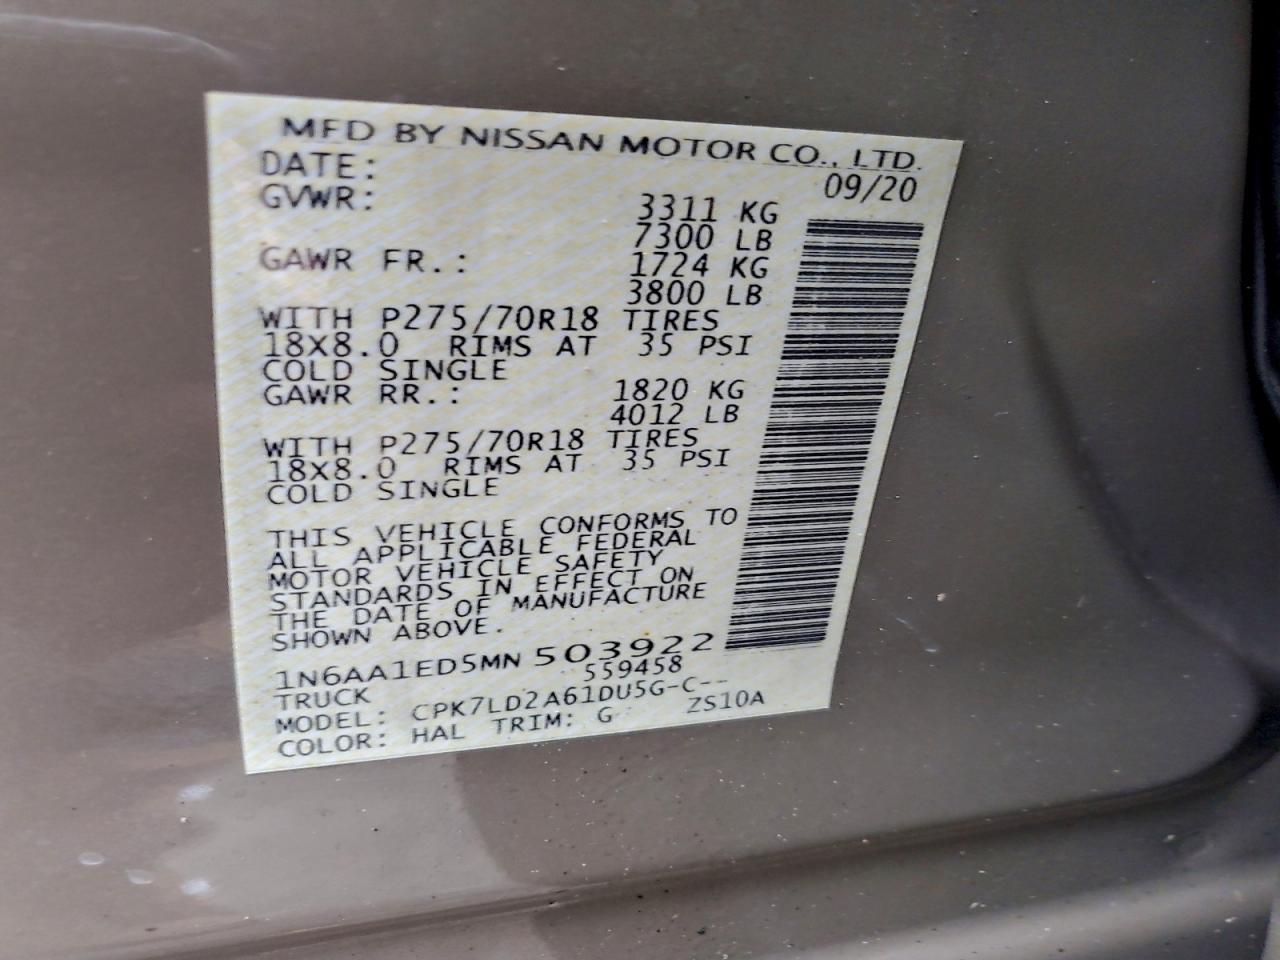 MFD BY NISSAN MOTOR CO., LTD.
DATE: 09/20
GVWR: 3311 KG
7300 LB
GAWR FR.: 1724 KG
3800 LB
WITH P275/70R18 TIRES
18X8.0 RIMS AT 35 PSI
COLD SINGLE
GAWR RR.: 1820 KG
4012 LB
WITH P275/70R18 TIRES
18X8.0 RIMS AT 35 PSI
COLD SINGLE
THIS VEHICLE CONFORMS TO
ALL APPLICABLE FEDERAL
MOTOR VEHICLE SAFETY
STANDARDS IN EFFECT ON
THE DATE OF MANUFACTURE
SHOWN ABOVE.
1N6AA1ED5MN 503922
TRUCK 559458
MODEL: CPK7LD2A61DU5G-C--
COLOR: HAL TRIM: G ZS10A